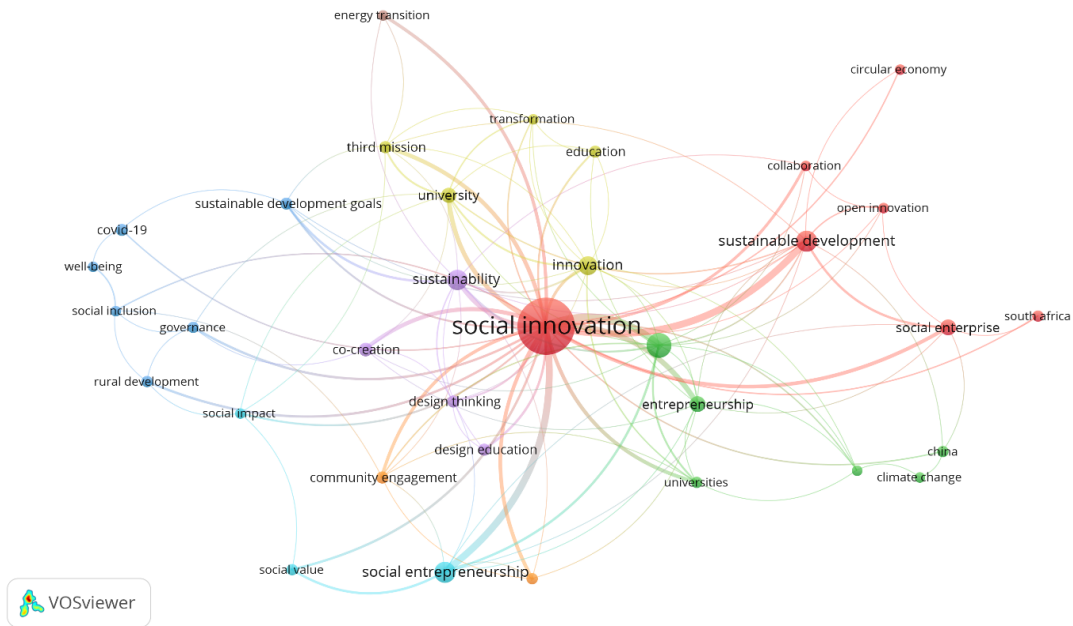 energy transition
circular economy
transformation
third mission
education
collaboration
university
sustainable development goals
open innovation
covid-19
sustainable development
well-being
innovation
sustainability
social inclusion
south africa
governance
social innovation
social enterprise
co-creation
rural development
design thinking
entrepreneurship
social impact
design education
china
community engagement
climate change
universities
social value
social entrepreneurship
VOSviewer